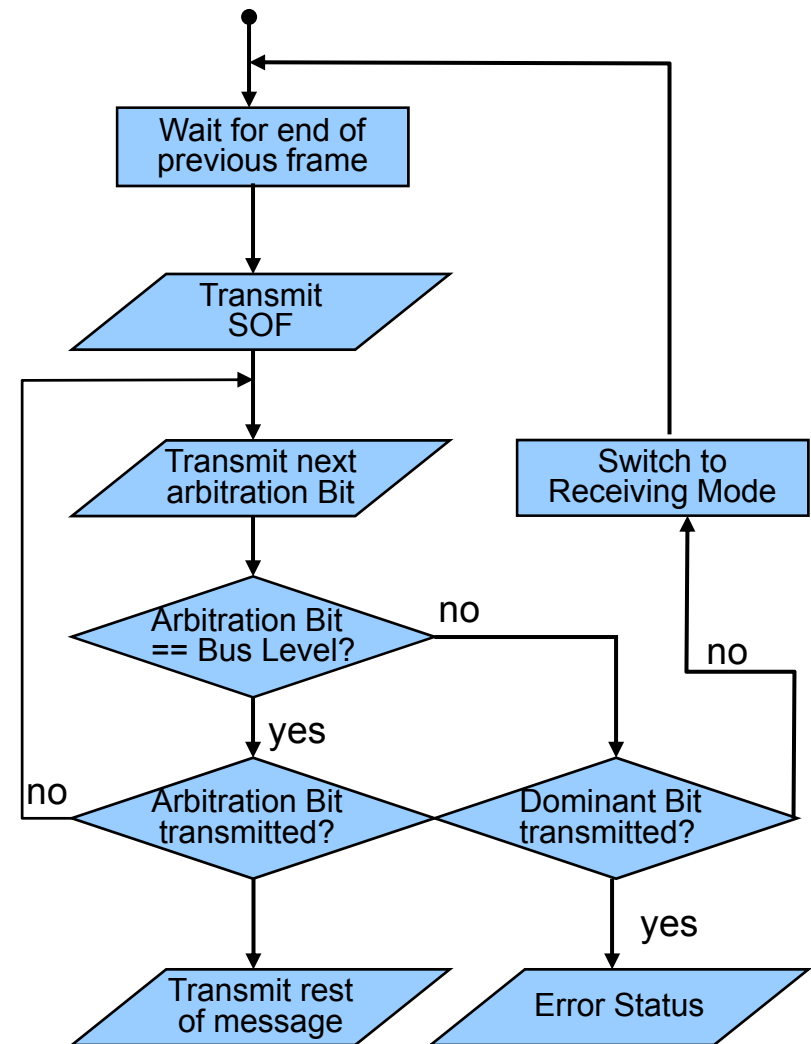 Wait for end of
previous frame
Transmit
SOF
Transmit next
arbitration Bit
Switch to
Receiving Mode
Arbitration Bit
== Bus Level?
no
no
yes
no
Arbitration Bit
transmitted?
Dominant Bit
transmitted?
yes
Transmit rest
of message
Error Status